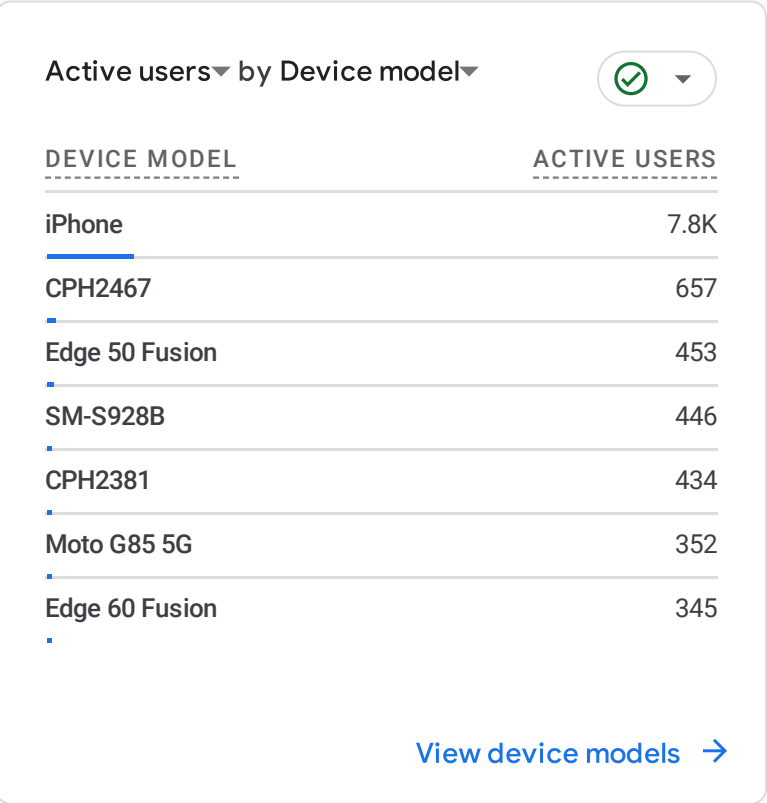 Active users by Device model
DEVICE MODEL ACTIVE USERS
iPhone 7.8K
CPH2467 657
Edge 50 Fusion 453
SM-S928B 446
CPH2381 434
Moto G85 5G 352
Edge 60 Fusion 345
View device models